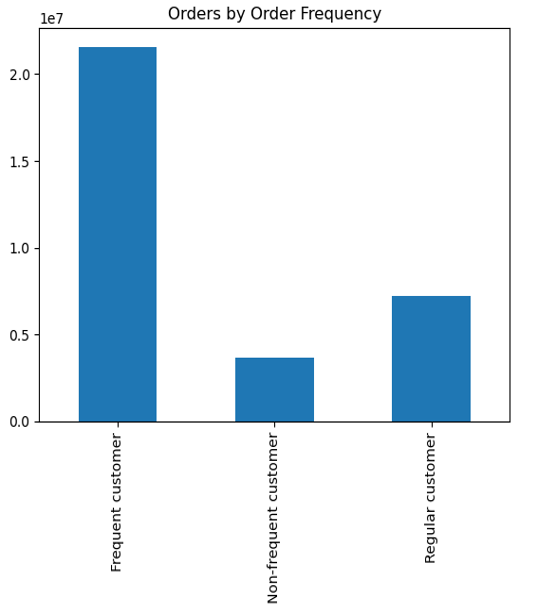 Orders by Order Frequency
1e7
2.0
1.5
1.0
0.5
0.0
Frequent customer
Non-frequent customer
Regular customer